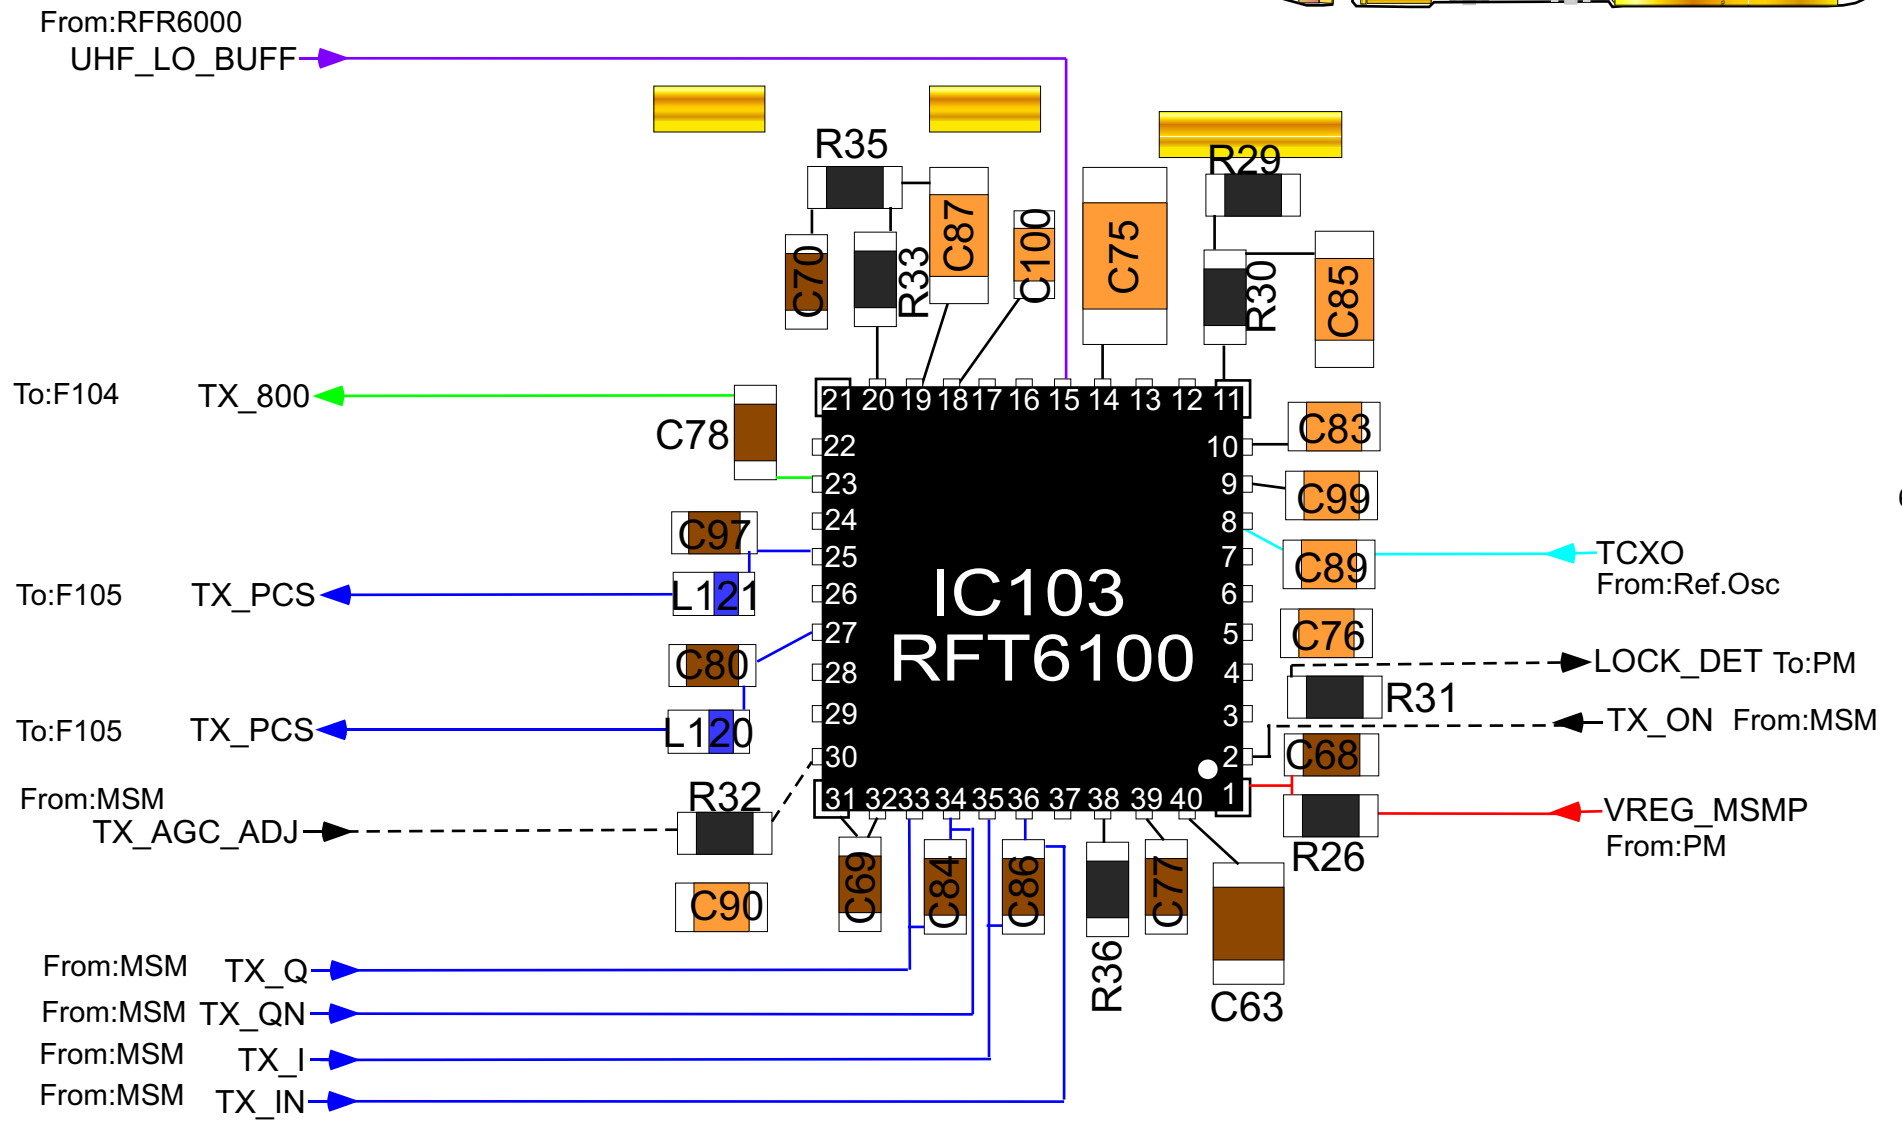 From:RFR6000
UHF_LO_BUFF
R35
R29
C70
R33
C87
C100
C75
R30
C85
To:F104 TX_800
C78
21 20 19 18 17 16 15 14 13 12 11
22
23
24
25
26
27
28
29
30
10
9
8
7
6
5
4
3
2
1
31 32 33 34 35 36 37 38 39 40
IC103
RFT6100
C83
C99
C89
TCXO
From:Ref.Osc
C76
LOCK_DET To:PM
R31
TX_ON From:MSM
C68
VREG_MSMP
From:PM
R26
C97
To:F105 TX_PCS
L121
C80
To:F105 TX_PCS
L120
From:MSM
TX_AGC_ADJ
R32
C90
C69
C84
C86
R36
C77
C63
From:MSM TX_Q
From:MSM TX_QN
From:MSM TX_I
From:MSM TX_IN